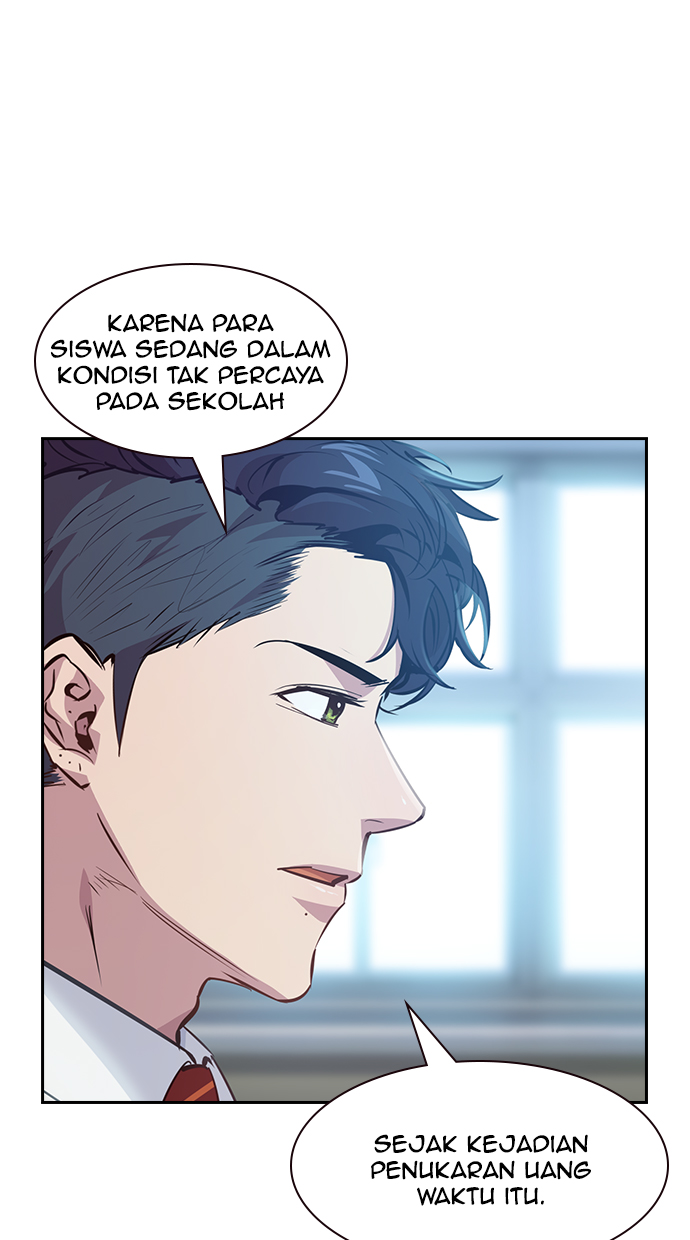 KARENA PARA
SISWA SEDANG DALAM
KONDISI TAK PERCAYA
PADA SEKOLAH
SEJAK KEJADIAN
PENUKARAN UANG
WAKTU ITU.